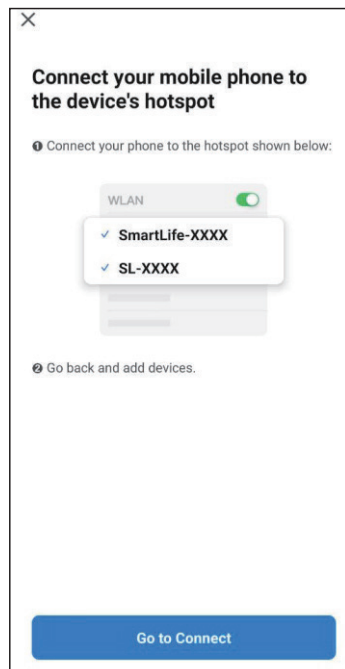 Connect your mobile phone to
the device's hotspot
❶ Connect your phone to the hotspot shown below:
WLAN
SmartLife-XXXX
SL-XXXX
❷ Go back and add devices.
Go to Connect